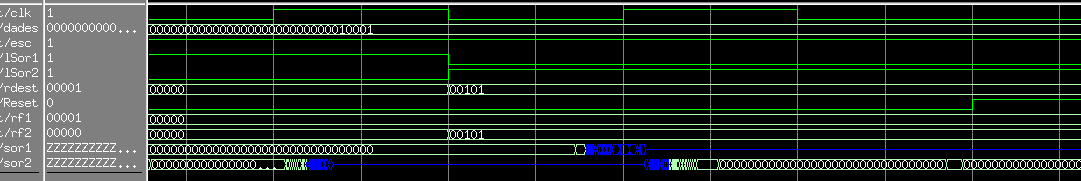 t/clk 1
/dades 0000000000... 00000000000000000000000000010001
t/esc 1
/lSor1 1
/lSor2 1
/rdest 00001 00000 00101
/Reset 0
t/rf1 00001 00000
t/rf2 00000 00000 00101
/sor1 ZZZZZZZZZZ... 00000000000000000000000000000000
/sor2 ZZZZZZZZZZ...